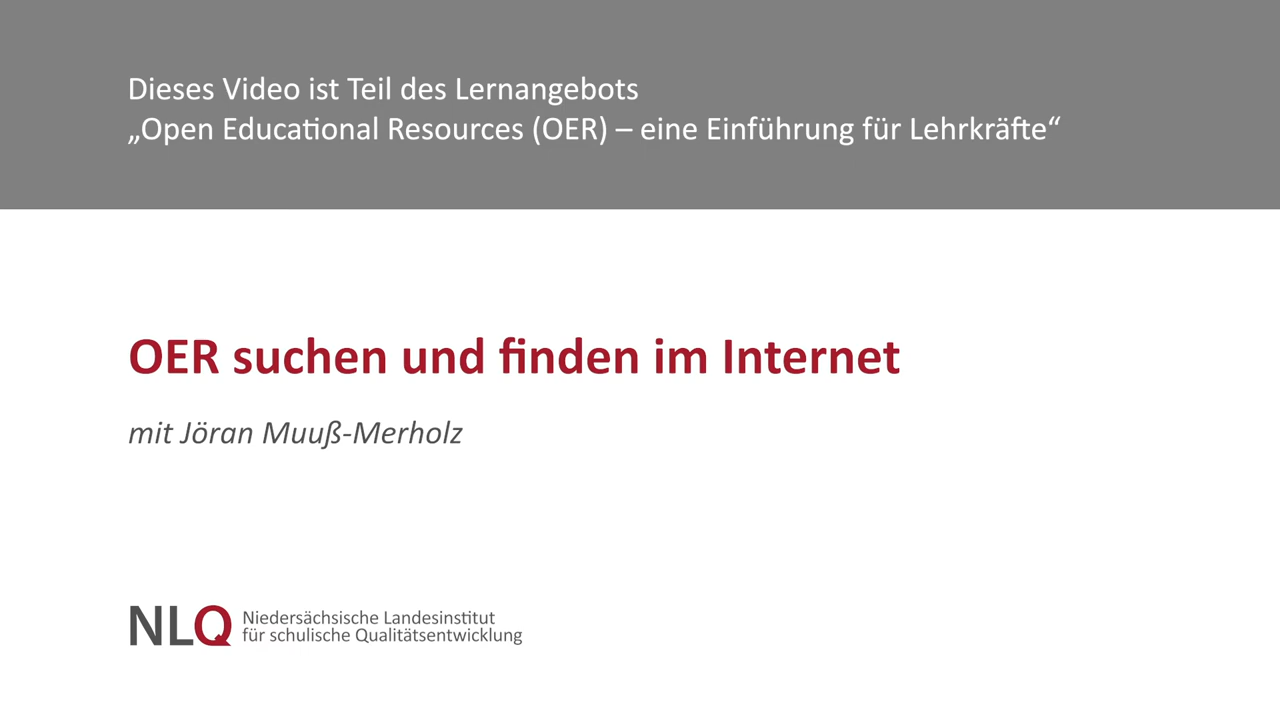 Dieses Video ist Teil des Lernangebots
„Open Educational Resources (OER) – eine Einführung für Lehrkräfte“
OER suchen und finden im Internet
mit Jöran Muuß-Merholz
NLQ
Niedersächsische Landesinstitut
für schulische Qualitätsentwicklung